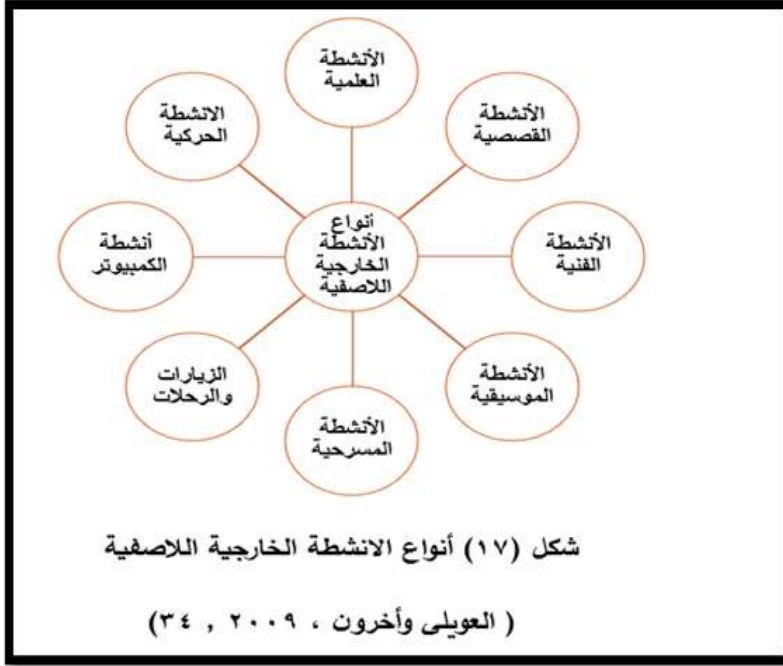 الأنشطة
العلمية
الأنشطة
القصصية
الأنشطة
الفنية
الأنشطة
الموسيقية
الأنشطة
المسرحية
الزيارات
والرحلات
أنشطة
الكمبيوتر
الانشطة
الحركية
أنواع
الأنشطة
الخارجية
اللاصفية
شكل (١٧) أنواع الانشطة الخارجية اللاصفية
( العويلى وأخرون ، ٢٠٠٩ , ٣٤)